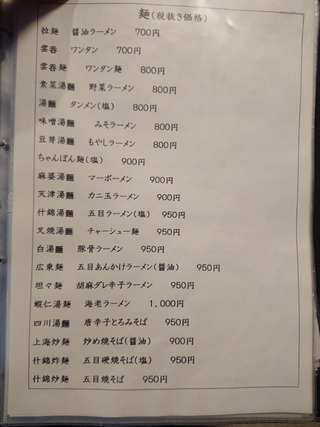 麺(税抜き価格)
拉麺 醤油ラーメン 700円
雲呑 ワンタン 700円
雲呑麺 ワンタン麺 800円
素菜湯麺 野菜ラーメン 800円
湯麺 タンメン(塩) 800円
味噌湯麺 みそラーメン 800円
豆芽湯麺 もやしラーメン 800円
ちゃんぽん麺(塩) 900円
麻婆湯麺 マーボーメン 900円
天津湯麺 カニ玉ラーメン 900円
什錦湯麺 五目ラーメン(塩) 950円
叉焼湯麺 チャーシュー麺 950円
白湯麺 豚骨ラーメン 950円
広東麺 五目あんかけラーメン(醤油) 950円
坦々麺 胡麻ダレ辛子ラーメン 950円
蝦仁湯麺 海老ラーメン 1,000円
四川湯麺 唐辛子とろみそば 950円
上海炒麺 炒め焼そば(醤油) 900円
什錦炸麺 五目硬焼そば(塩) 950円
什錦炒麺 五目焼そば 950円